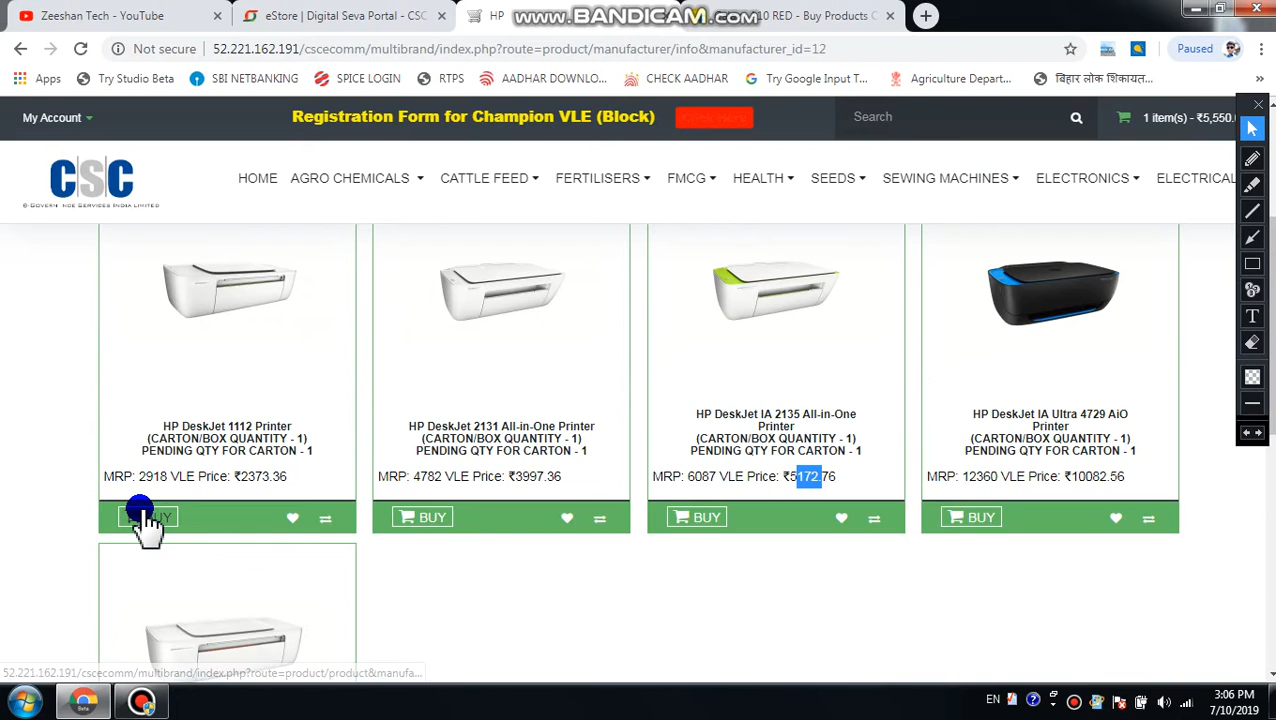 Zeeshan Tech - YouTube
eStore | Digital Seva Portal - CSC
HP
10 RED - Buy Products C
WWW.BANDICAM.COM
Not secure
52.221.162.191/cscecomm/multibrand/index.php?route=product/manufacturer/info&manufacturer_id=12
Paused
Apps
Try Studio Beta
SBI NETBANKING
SPICE LOGIN
RTPS
AADHAR DOWNLO...
CHECK AADHAR
Try Google Input T...
Agriculture Depart...
बिहार लोक शिकायत...
My Account
Registration Form for Champion VLE (Block)
Search
1 item(s) - ₹5,550.
CSC
HOME
AGRO CHEMICALS
CATTLE FEED
FERTILISERS
FMCG
HEALTH
SEEDS
SEWING MACHINES
ELECTRONICS
ELECTRICAL
HP DeskJet 1112 Printer
(CARTON/BOX QUANTITY - 1)
PENDING QTY FOR CARTON - 1
MRP: 2918 VLE Price: ₹2373.36
HP DeskJet 2131 All-in-One Printer
(CARTON/BOX QUANTITY - 1)
PENDING QTY FOR CARTON - 1
MRP: 4782 VLE Price: ₹3997.36
BUY
HP DeskJet IA 2135 All-in-One
Printer
(CARTON/BOX QUANTITY - 1)
PENDING QTY FOR CARTON - 1
MRP: 6087 VLE Price: ₹5172.76
BUY
HP DeskJet IA Ultra 4729 AiO
Printer
(CARTON/BOX QUANTITY - 1)
PENDING QTY FOR CARTON - 1
MRP: 12360 VLE Price: ₹10082.56
BUY
52.221.162.191/cscecomm/multibrand/index.php?route=product/product&manufa...
EN
3:06 PM
7/10/2019